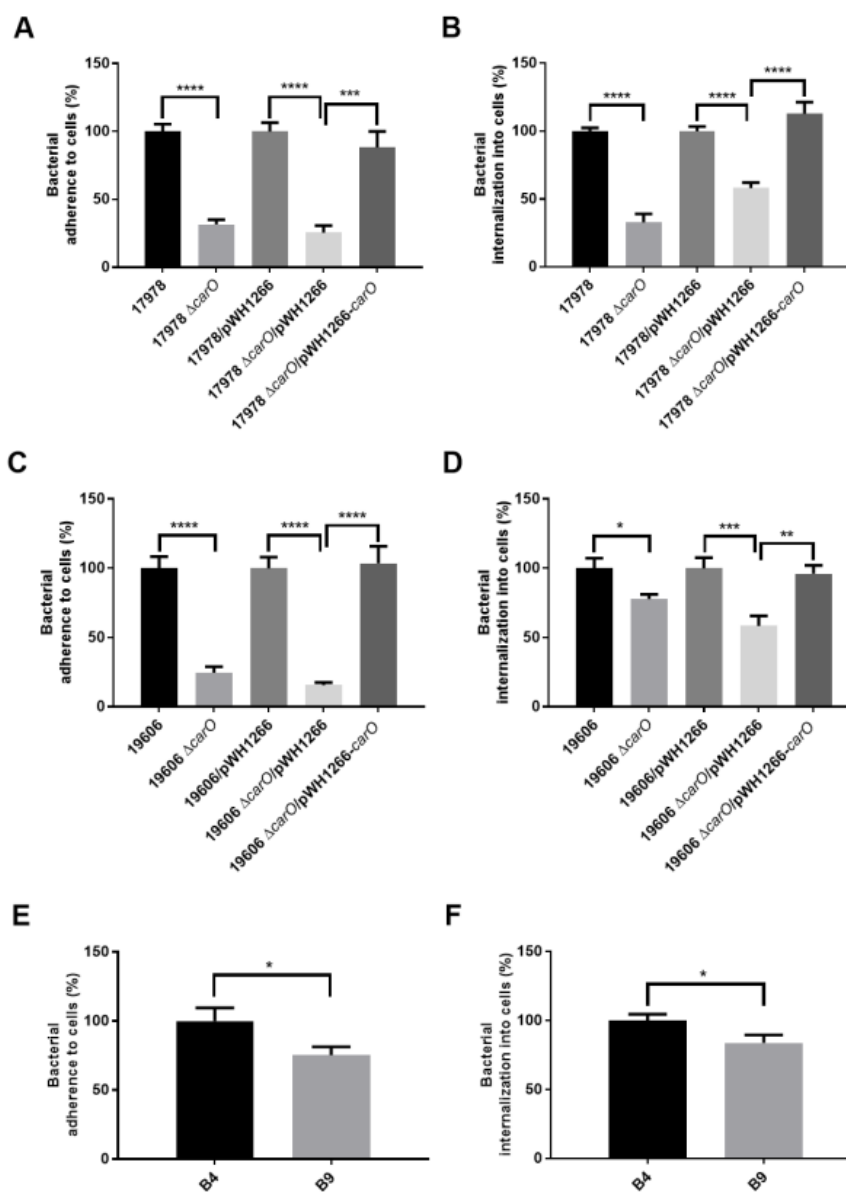 A
Bacterial
adherence to cells (%)
150
100
50
0
****
****
***
17978
17978 ΔcarO
17978/pWH1266
17978 ΔcarO/pWH1266
17978 ΔcarO/pWH1266-carO
B
Bacterial
internalization into cells (%)
150
100
50
0
****
****
****
17978
17978 ΔcarO
17978/pWH1266
17978 ΔcarO/pWH1266
17978 ΔcarO/pWH1266-carO
C
Bacterial
adherence to cells (%)
150
100
50
0
****
****
****
19606
19606 ΔcarO
19606/pWH1266
19606 ΔcarO/pWH1266
19606 ΔcarO/pWH1266-carO
D
Bacterial
internalization into cells (%)
150
100
50
0
*
***
**
19606
19606 ΔcarO
19606/pWH1266
19606 ΔcarO/pWH1266
19606 ΔcarO/pWH1266-carO
E
Bacterial
adherence to cells (%)
150
100
50
0
*
B4
B9
F
Bacterial
internalization into cells (%)
150
100
50
0
*
B4
B9